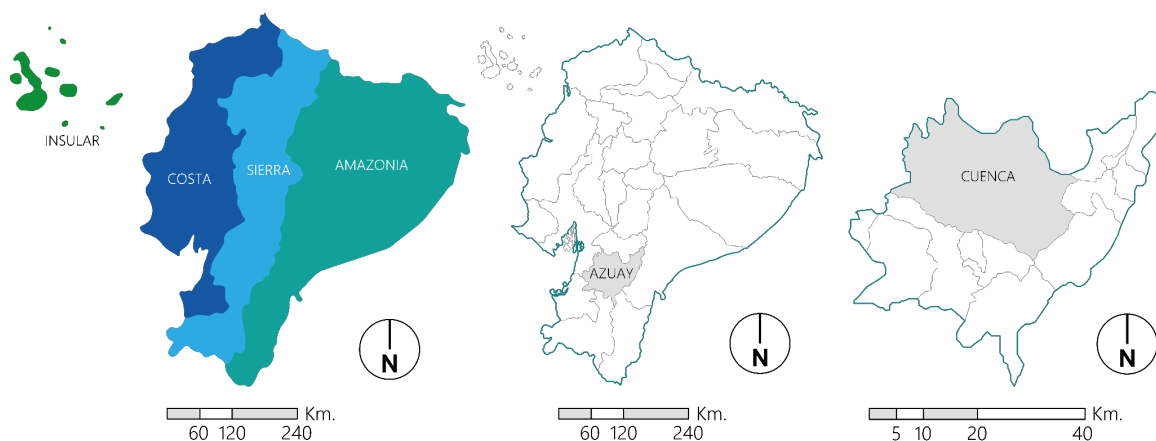 INSULAR
COSTA
SIERRA
AMAZONIA
N
60 120 240 Km.
AZUAY
N
60 120 240 Km.
CUENCA
N
5 10 20 40 Km.